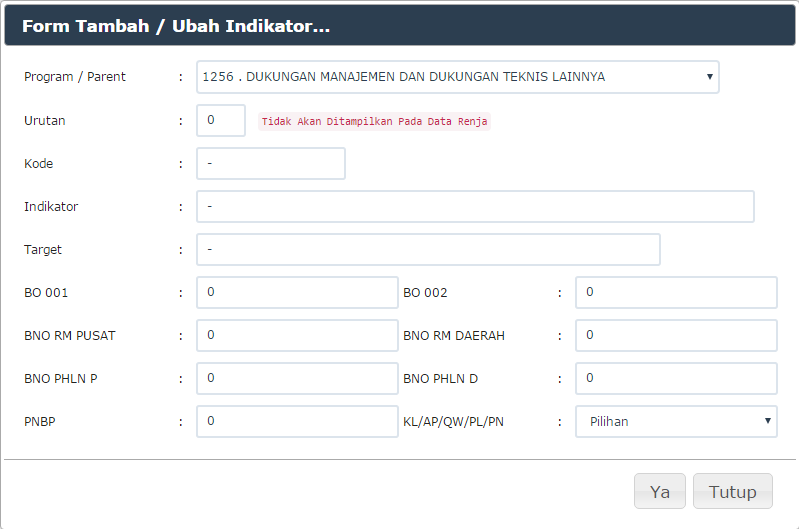 Form Tambah / Ubah Indikator...
Program / Parent : 1256 . DUKUNGAN MANAJEMEN DAN DUKUNGAN TEKNIS LAINNYA
Urutan : 0 Tidak Akan Ditampilkan Pada Data Renja
Kode : -
Indikator : -
Target : -
BO 001 : 0 BO 002 : 0
BNO RM PUSAT : 0 BNO RM DAERAH : 0
BNO PHLN P : 0 BNO PHLN D : 0
PNBP : 0 KL/AP/QW/PL/PN : Pilihan
Ya Tutup